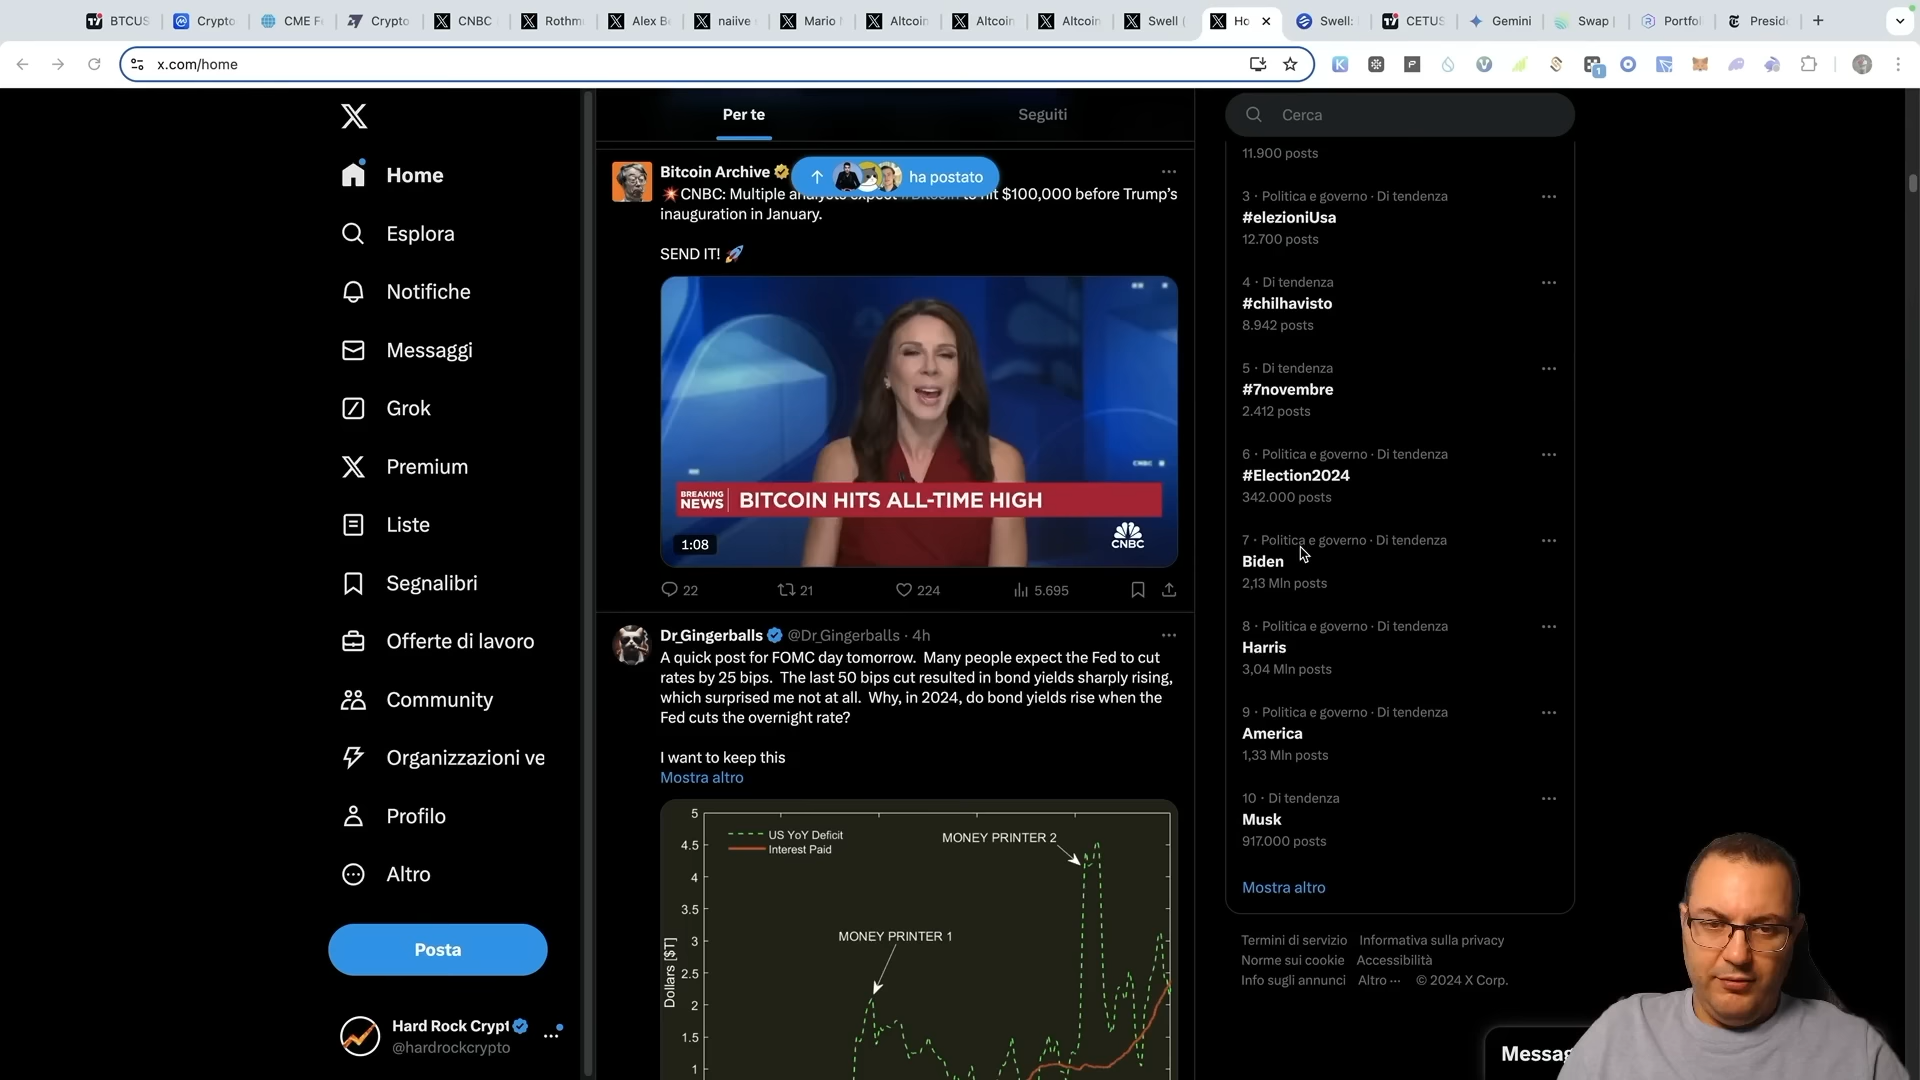 BTCUS
Crypto
CME F
Crypto
CNBC
Rothm
Alex Be
naiive
Mario
Altcoin
Altcoin
Altcoin
Swell (
Ho
Swell:
CETUS
Gemini
Swap |
Portfol
Presid
x.com/home
1
Home
Esplora
Notifiche
Messaggi
Grok
Premium
Liste
Segnalibri
Offerte di lavoro
Community
Organizzazioni ve
Profilo
Altro
Posta
Hard Rock Crypt
@hardrockcrypto
Per te
Seguiti
ha postato
Bitcoin Archive
💥CNBC: Multiple analysts expect #Bitcoin to hit $100,000 before Trump’s
inauguration in January.
SEND IT! 🚀
BREAKING
NEWS
BITCOIN HITS ALL-TIME HIGH
CNBC
1:08
22
21
224
5.695
Dr_Gingerballs @Dr_Gingerballs · 4h
A quick post for FOMC day tomorrow. Many people expect the Fed to cut
rates by 25 bips. The last 50 bips cut resulted in bond yields sharply rising,
which surprised me not at all. Why, in 2024, do bond yields rise when the
Fed cuts the overnight rate?
I want to keep this
Mostra altro
5
4.5
4
3.5
3
2.5
2
1.5
1
Dollars [$T]
US YoY Deficit
Interest Paid
MONEY PRINTER 2
MONEY PRINTER 1
Cerca
11.900 posts
3 · Politica e governo · Di tendenza
#elezioniUsa
12.700 posts
4 · Di tendenza
#chilhavisto
8.942 posts
5 · Di tendenza
#7novembre
2.412 posts
6 · Politica e governo · Di tendenza
#Election2024
342.000 posts
7 · Politica e governo · Di tendenza
Biden
2,13 Mln posts
8 · Politica e governo · Di tendenza
Harris
3,04 Mln posts
9 · Politica e governo · Di tendenza
America
1,33 Mln posts
10 · Di tendenza
Musk
917.000 posts
Mostra altro
Termini di servizio Informativa sulla privacy
Norme sui cookie Accessibilità
Info sugli annunci Altro ··· © 2024 X Corp.
Messag